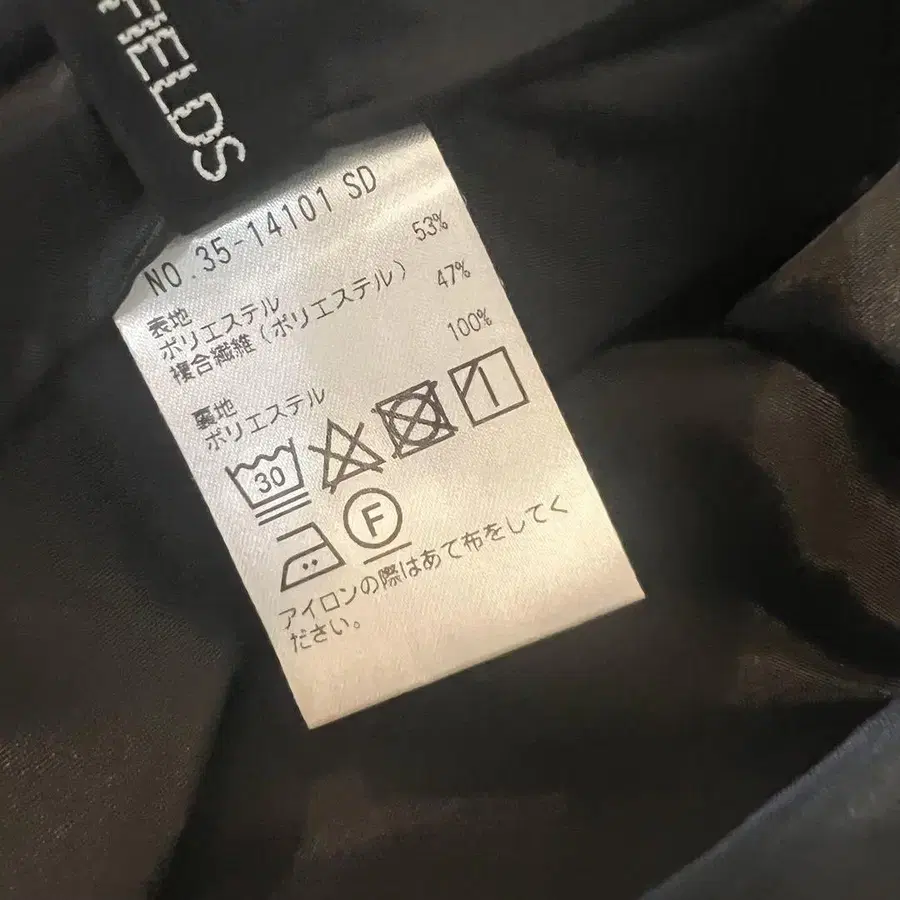 FIELDS
NO.35-14101 SD
表地
ポリエステル 53%
複合繊維(ポリエステル) 47%
裏地
ポリエステル 100%
30
F
アイロンの際はあて布をしてく
ださい。